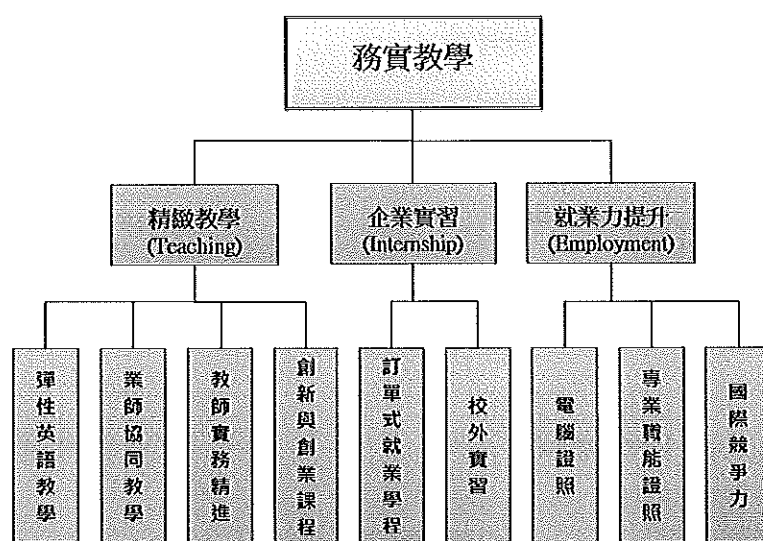 務實教學
精緻教學
(Teaching)
企業實習
(Internship)
就業力提升
(Employment)
彈性英語教學
業師協同教學
教師實務精進
創新與創業課程
訂單式就業學程
校外實習
電腦證照
專業職能證照
國際競爭力